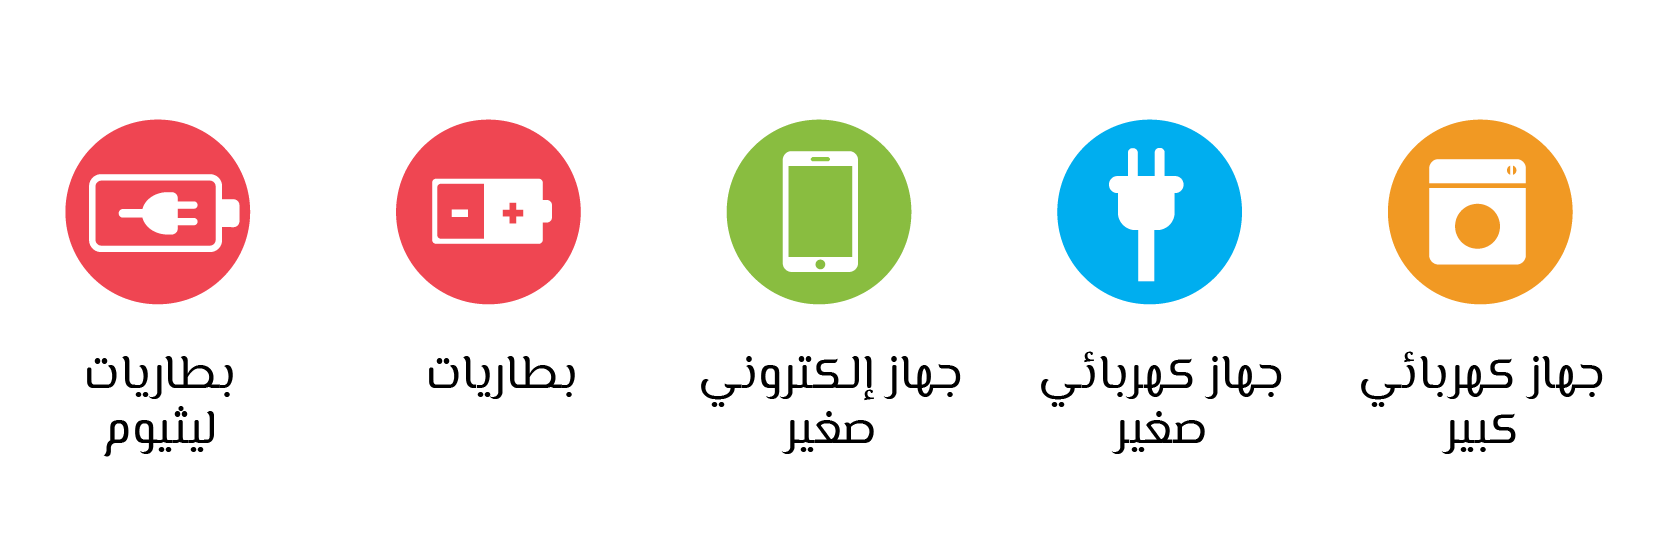 جهاز كهربائي
كبير
جهاز كهربائي
صغير
جهاز إلكتروني
صغير
بطاريات
بطاريات
ليثيوم